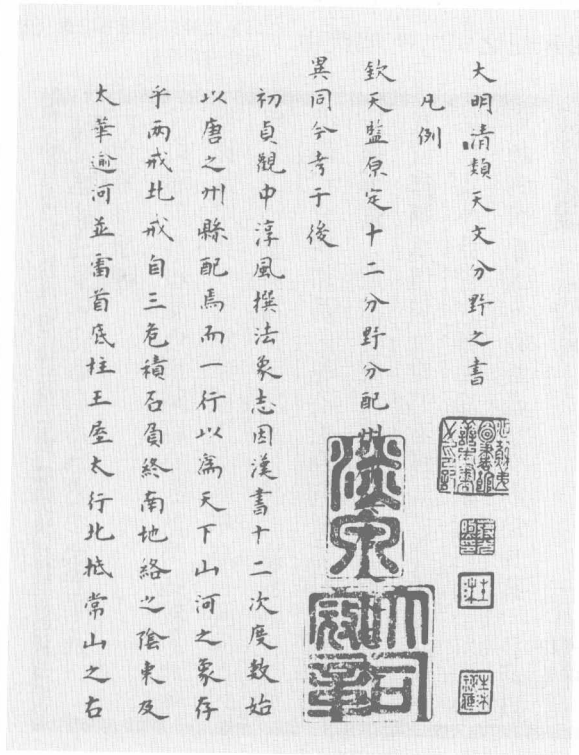 大明清類天文分野之書
凡例
欽天監原定十二分野分配州
異同今考于後
初貞觀中淳風撰法象志因漢書十二次度數始
以唐之州縣配焉而一行以爲天下山河之象存
乎兩戒北戒自三危積石負終南地絡之陰東及
太華逾河並雷首底柱王屋太行北抵常山之右